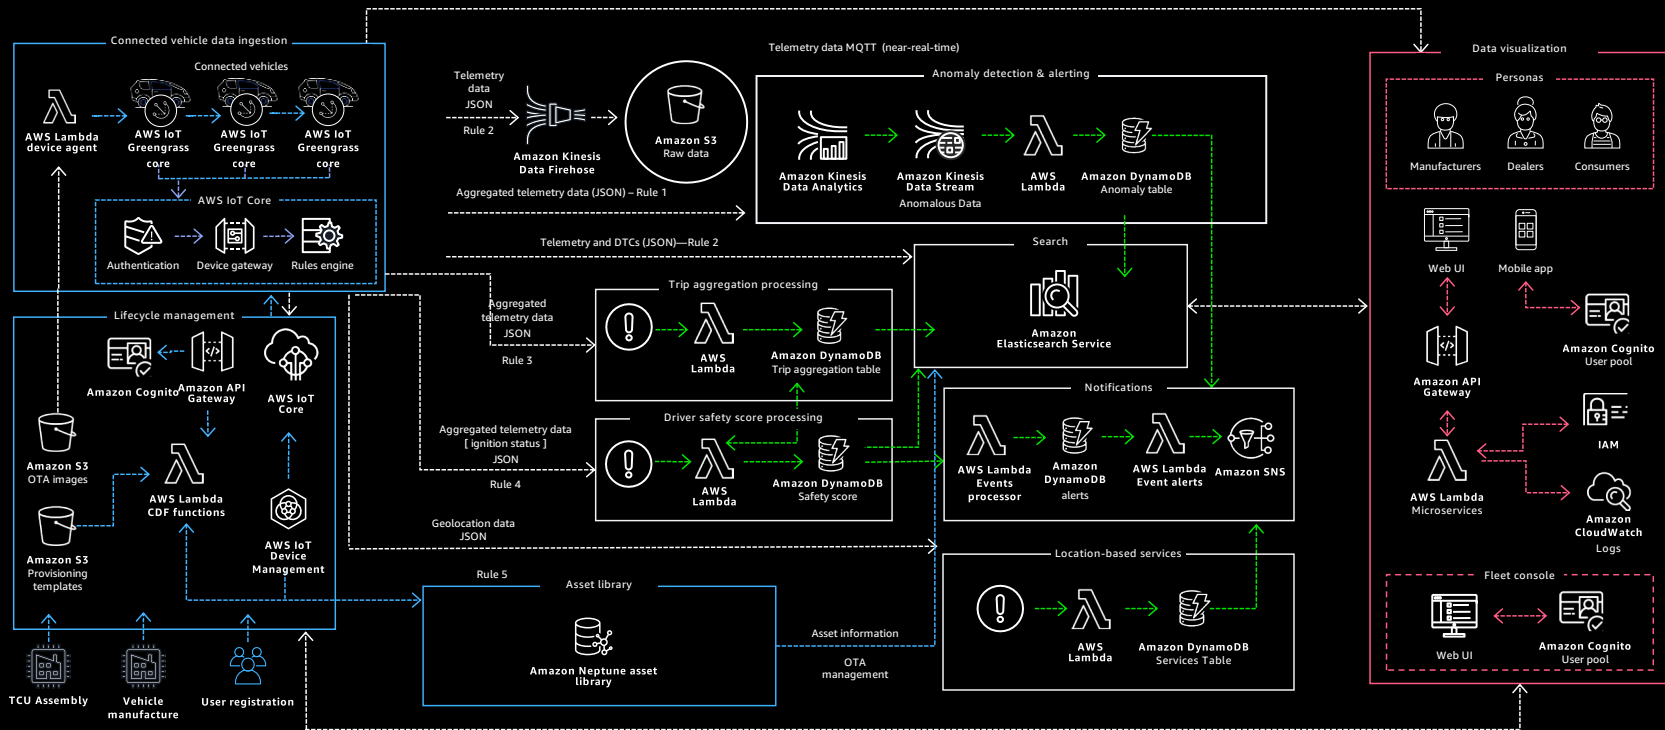 Telemetry data MQTT  (near-real-time)
Connected vehicle data ingestion
Connected vehicles
AWS Lambda
device agent
AWS IoT
Greengrass
core
AWS IoT
Greengrass
core
AWS IoT
Greengrass
core
AWS IoT Core
Authentication
Device gateway
Rules engine
Lifecycle management
Amazon Cognito
Amazon API
Gateway
AWS IoT
Core
Amazon S3
OTA images
AWS Lambda
CDF functions
Amazon S3
Provisioning
templates
AWS IoT
Device
Management
TCU Assembly
Vehicle
manufacture
User registration
Telemetry
data
JSON
Rule 2
Amazon Kinesis
Data Firehose
Amazon S3
Raw data
Aggregated telemetry data (JSON) – Rule 1
Telemetry and DTCs (JSON)—Rule 2
Aggregated
telemetry data
JSON
Rule 3
Aggregated telemetry data
[ ignition status ]
JSON
Rule 4
Geolocation data
JSON
Rule 5
Anomaly detection & alerting
Amazon Kinesis
Data Analytics
Amazon Kinesis
Data Stream
Anomalous Data
AWS
Lambda
Amazon DynamoDB
Anomaly table
Trip aggregation processing
AWS
Lambda
Amazon DynamoDB
Trip aggregation table
Driver safety score processing
AWS
Lambda
Amazon DynamoDB
Safety score
Search
Amazon
Elasticsearch Service
Notifications
AWS Lambda
Events
processor
Amazon
DynamoDB
alerts
AWS Lambda
Event alerts
Amazon SNS
Location-based services
AWS
Lambda
Amazon DynamoDB
Services Table
Asset library
Amazon Neptune asset
library
Asset information
OTA
management
Data visualization
Personas
Manufacturers
Dealers
Consumers
Web UI
Mobile app
Amazon Cognito
User pool
Amazon API
Gateway
IAM
AWS Lambda
Microservices
Amazon
CloudWatch
Logs
Fleet console
Web UI
Amazon Cognito
User pool